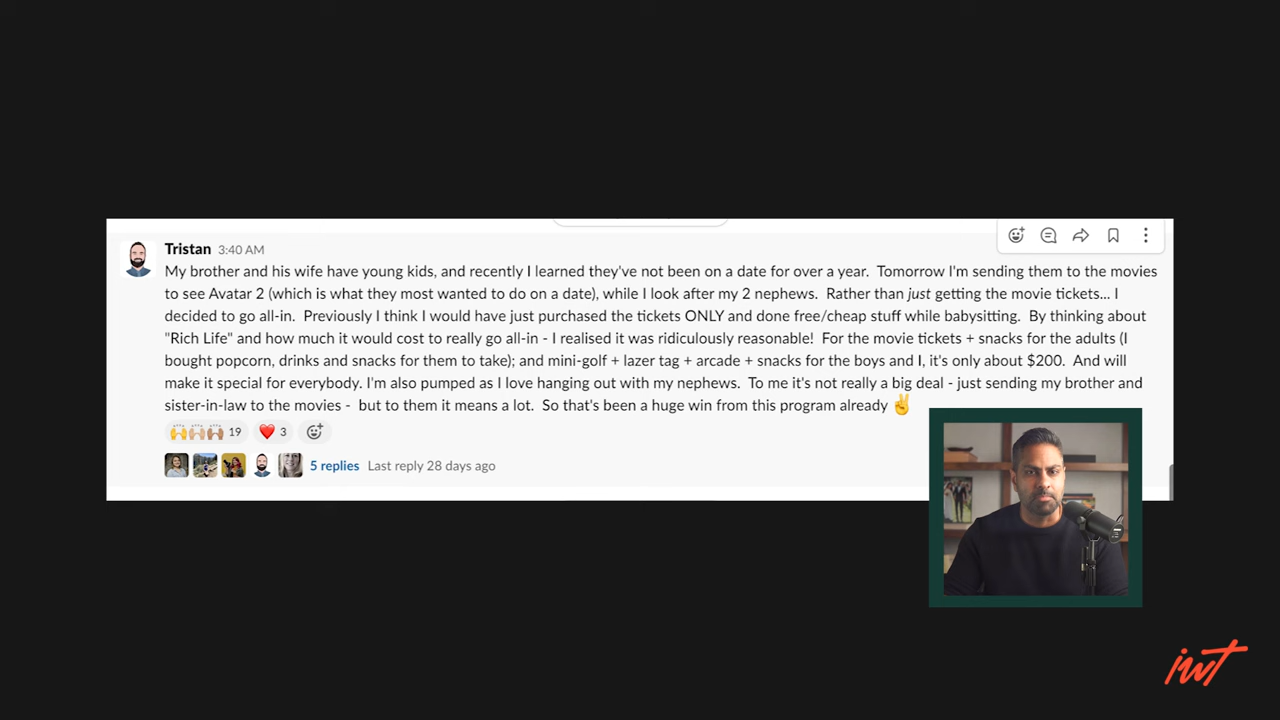 Tristan 3:40 AM
My brother and his wife have young kids, and recently I learned they've not been on a date for over a year. Tomorrow I'm sending them to the movies
to see Avatar 2 (which is what they most wanted to do on a date), while I look after my 2 nephews. Rather than just getting the movie tickets... I
decided to go all-in. Previously I think I would have just purchased the tickets ONLY and done free/cheap stuff while babysitting. By thinking about
"Rich Life" and how much it would cost to really go all-in - I realised it was ridiculously reasonable! For the movie tickets + snacks for the adults (I
bought popcorn, drinks and snacks for them to take); and mini-golf + lazer tag + arcade + snacks for the boys and I, it's only about $200. And will
make it special for everybody. I'm also pumped as I love hanging out with my nephews. To me it's not really a big deal - just sending my brother and
sister-in-law to the movies - but to them it means a lot. So that's been a huge win from this program already ✌️
🙌🙌🏼🙌🏽 19 ❤️ 3
5 replies Last reply 28 days ago
iwt